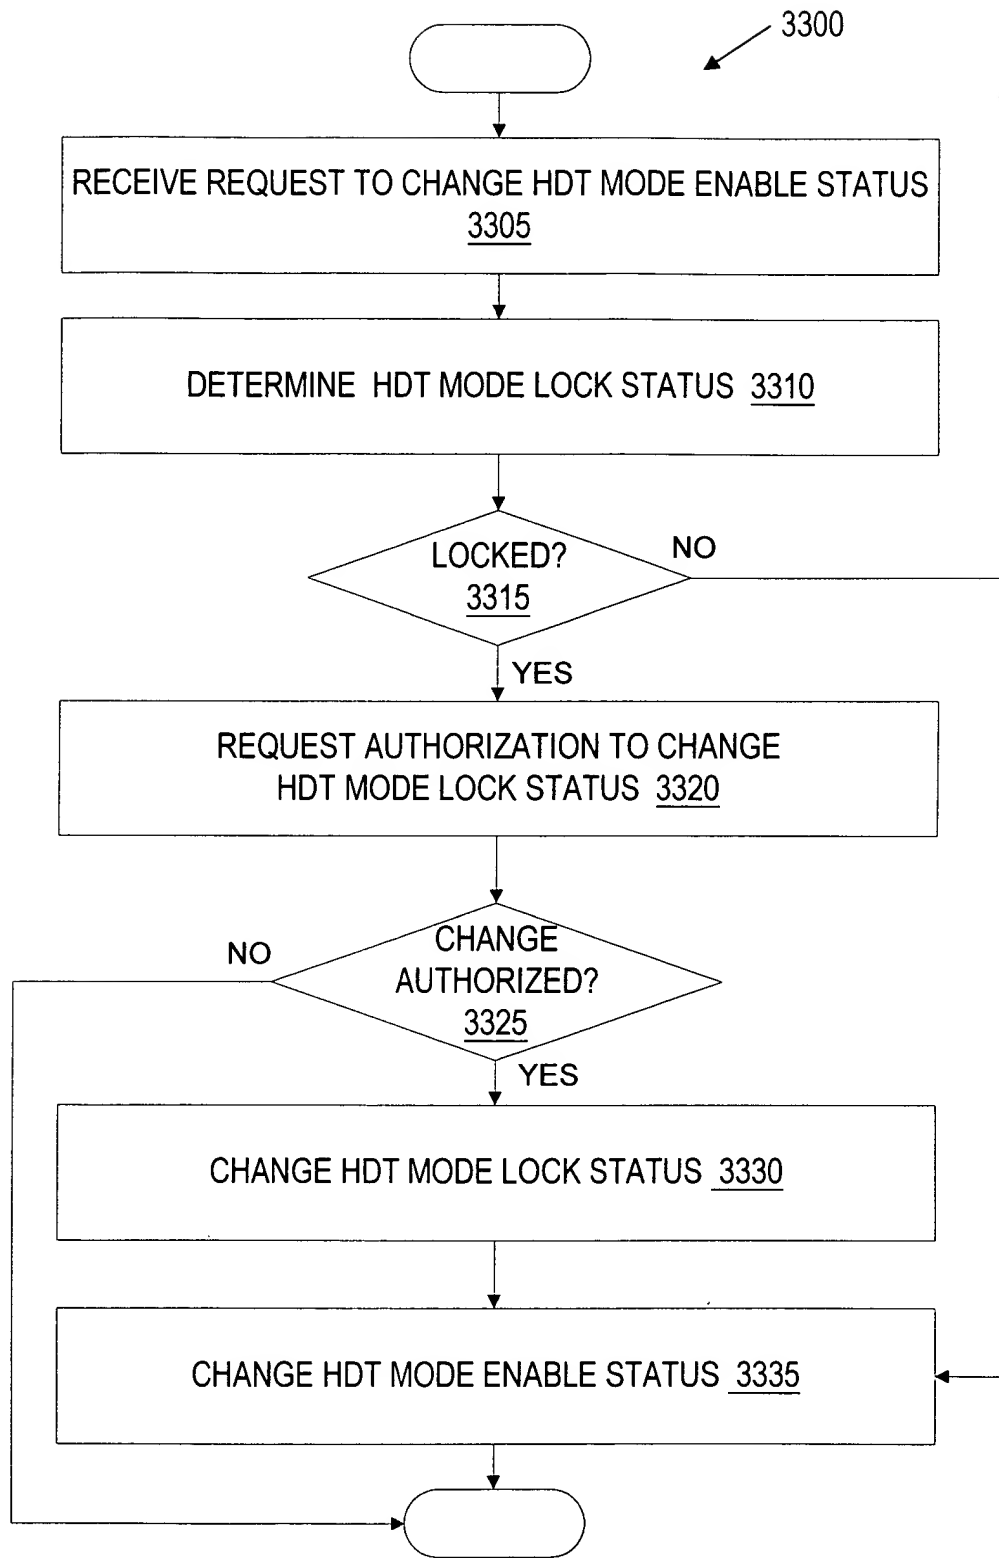 3300
RECEIVE REQUEST TO CHANGE HDT MODE ENABLE STATUS
3305
DETERMINE HDT MODE LOCK STATUS 3310
LOCKED?
3315
NO
YES
REQUEST AUTHORIZATION TO CHANGE
HDT MODE LOCK STATUS 3320
CHANGE
AUTHORIZED?
3325
NO
YES
CHANGE HDT MODE LOCK STATUS 3330
CHANGE HDT MODE ENABLE STATUS 3335